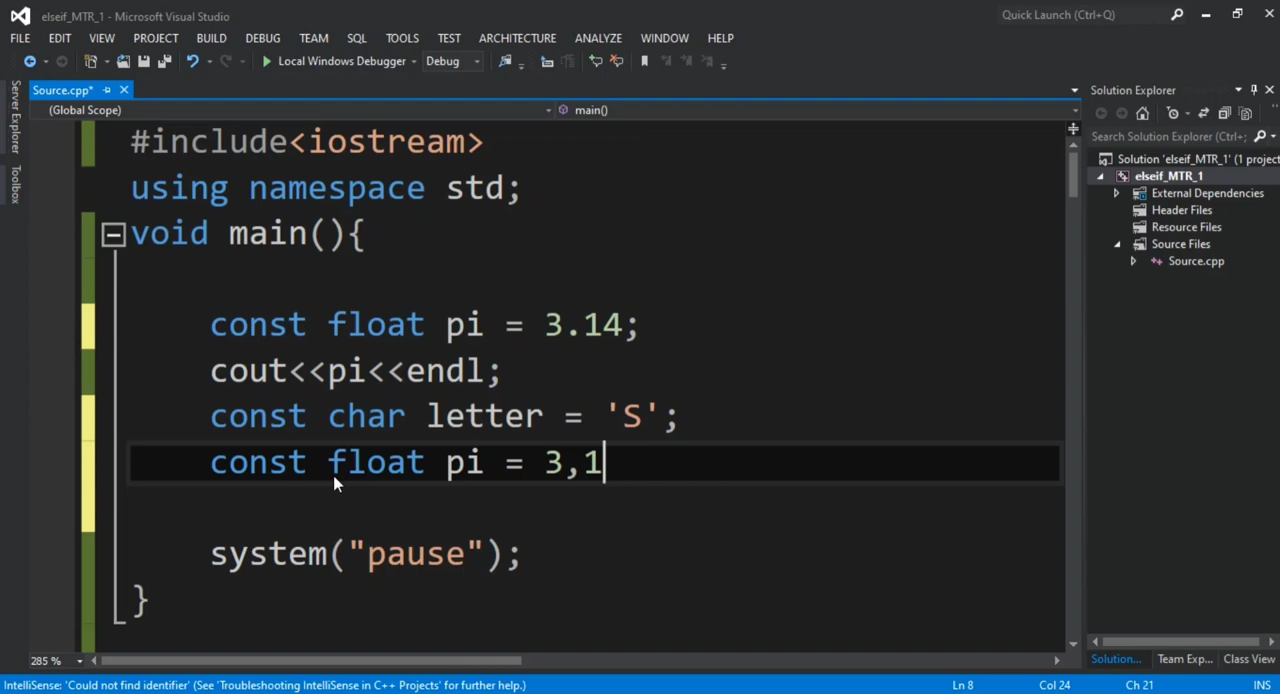 elseif_MTR_1 - Microsoft Visual Studio
Quick Launch (Ctrl+Q)
FILE EDIT VIEW PROJECT BUILD DEBUG TEAM SQL TOOLS TEST ARCHITECTURE ANALYZE WINDOW HELP
Local Windows Debugger Debug
Server Explorer
Toolbox
Source.cpp*
(Global Scope) main()
#include<iostream>
using namespace std;
void main(){
const float pi = 3.14;
cout<<pi<<endl;
const char letter = 'S';
const float pi = 3,1
system("pause");
}
285 %
Solution Explorer
Search Solution Explorer (Ctrl+;
Solution 'elseif_MTR_1' (1 project
elseif_MTR_1
External Dependencies
Header Files
Resource Files
Source Files
Source.cpp
Solution... Team Exp... Class View
IntelliSense: 'Could not find identifier' (See 'Troubleshooting IntelliSense in C++ Projects' for further help.) Ln 8 Col 24 Ch 21 INS